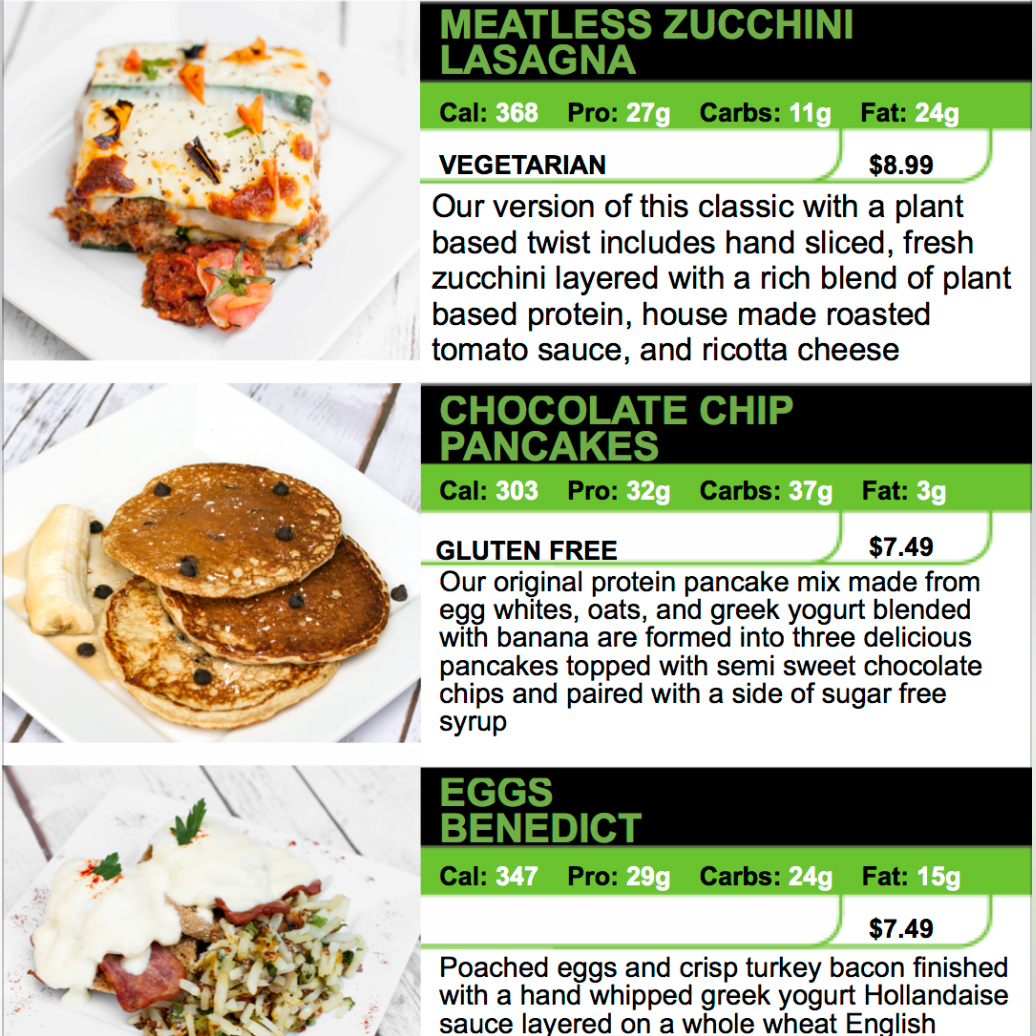 MEATLESS ZUCCHINI
LASAGNA
Cal: 368 Pro: 27g Carbs: 11g Fat: 24g
VEGETARIAN $8.99
Our version of this classic with a plant
based twist includes hand sliced, fresh
zucchini layered with a rich blend of plant
based protein, house made roasted
tomato sauce, and ricotta cheese
CHOCOLATE CHIP
PANCAKES
Cal: 303 Pro: 32g Carbs: 37g Fat: 3g
GLUTEN FREE $7.49
Our original protein pancake mix made from
egg whites, oats, and greek yogurt blended
with banana are formed into three delicious
pancakes topped with semi sweet chocolate
chips and paired with a side of sugar free
syrup
EGGS
BENEDICT
Cal: 347 Pro: 29g Carbs: 24g Fat: 15g
$7.49
Poached eggs and crisp turkey bacon finished
with a hand whipped greek yogurt Hollandaise
sauce layered on a whole wheat English